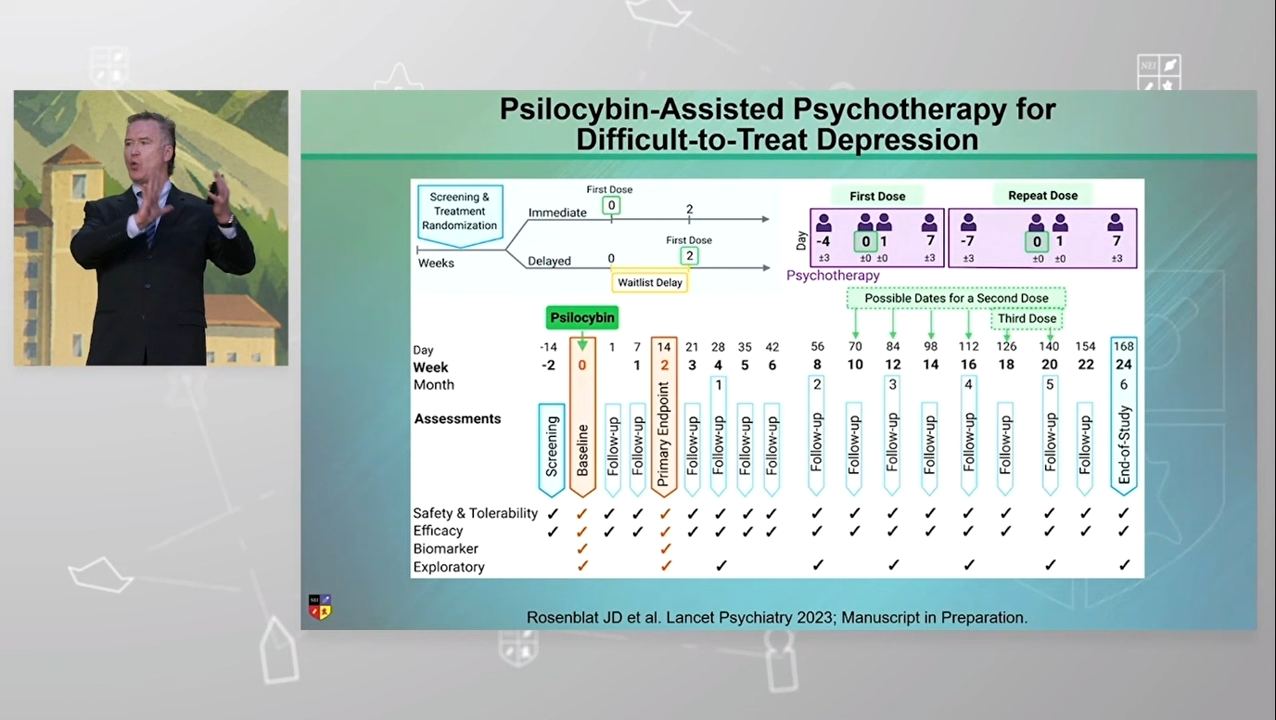 NEI
Psilocybin-Assisted Psychotherapy for
Difficult-to-Treat Depression
Screening &
Treatment
Randomization
Weeks
First Dose
Immediate 0 2
First Dose
Delayed 0 2
Waitlist Delay
First Dose Repeat Dose
Day -4 0 1 7 -7 0 1 7
±3 ±0 ±0 ±3 ±3 ±0 ±0 ±3
Psychotherapy
Possible Dates for a Second Dose
Third Dose
Psilocybin
Day -14 0 1 7 14 21 28 35 42 56 70 84 98 112 126 140 154 168
Week -2 0 1 2 3 4 5 6 8 10 12 14 16 18 20 22 24
Month 1 2 3 4 5 6
Assessments
Screening Baseline Follow-up Follow-up Primary Endpoint Follow-up Follow-up Follow-up Follow-up Follow-up Follow-up Follow-up Follow-up Follow-up Follow-up Follow-up Follow-up End-of-Study
Safety & Tolerability ✓ ✓ ✓ ✓ ✓ ✓ ✓ ✓ ✓ ✓ ✓ ✓ ✓ ✓ ✓ ✓ ✓ ✓
Efficacy ✓ ✓ ✓ ✓ ✓ ✓ ✓ ✓ ✓ ✓ ✓ ✓ ✓ ✓ ✓ ✓ ✓ ✓
Biomarker ✓ ✓
Exploratory ✓ ✓ ✓ ✓ ✓ ✓ ✓ ✓
NEI
Rosenblat JD et al. Lancet Psychiatry 2023; Manuscript in Preparation.